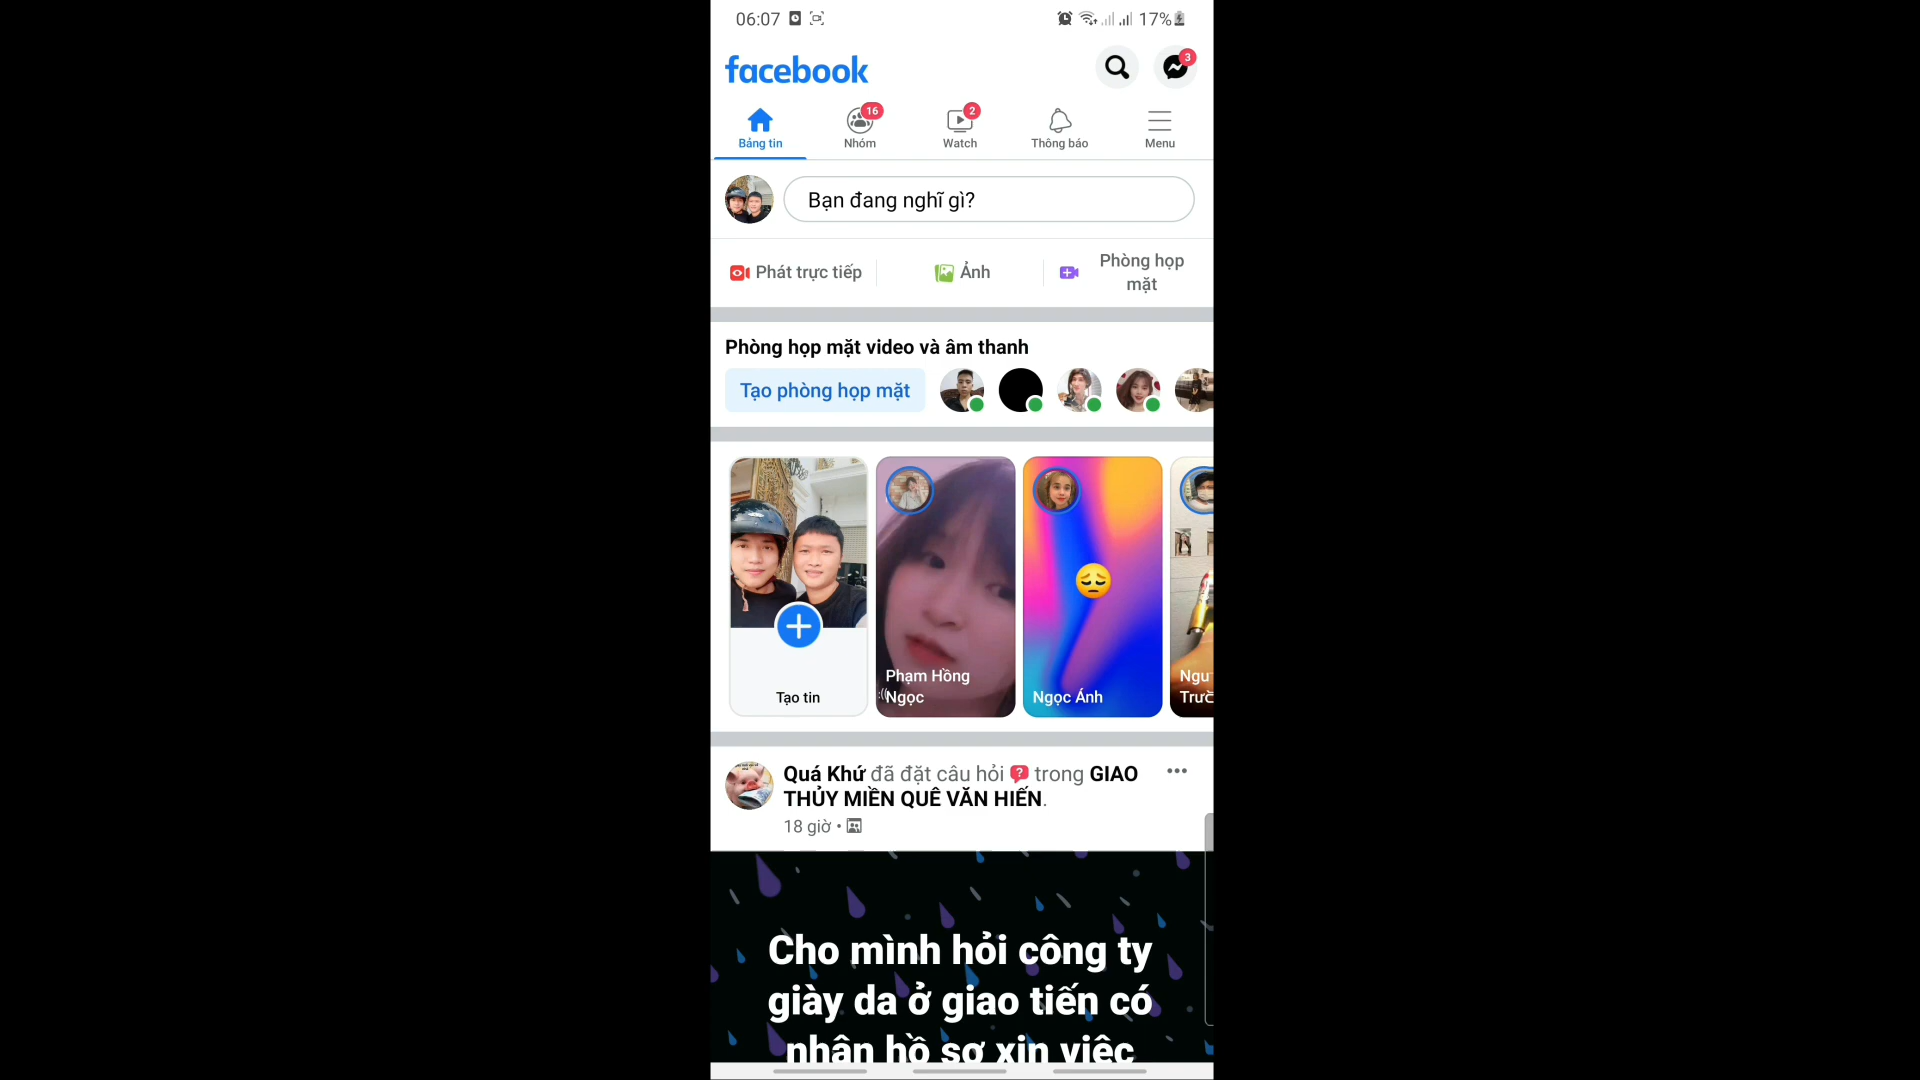 06:07
17%
facebook
3
16
2
Bảng tin
Nhóm
Watch
Thông báo
Menu
Bạn đang nghĩ gì?
Phát trực tiếp
Ảnh
Phòng họp
mặt
Phòng họp mặt video và âm thanh
Tạo phòng họp mặt
Tạo tin
Phạm Hồng
:((
Ngọc
Ngọc Ánh
Quá Khứ đã đặt câu hỏi trong GIAO
THỦY MIỀN QUÊ VĂN HIẾN.
18 giờ •
Cho mình hỏi công ty
giày da ở giao tiến có
nhận hồ sơ xin việc